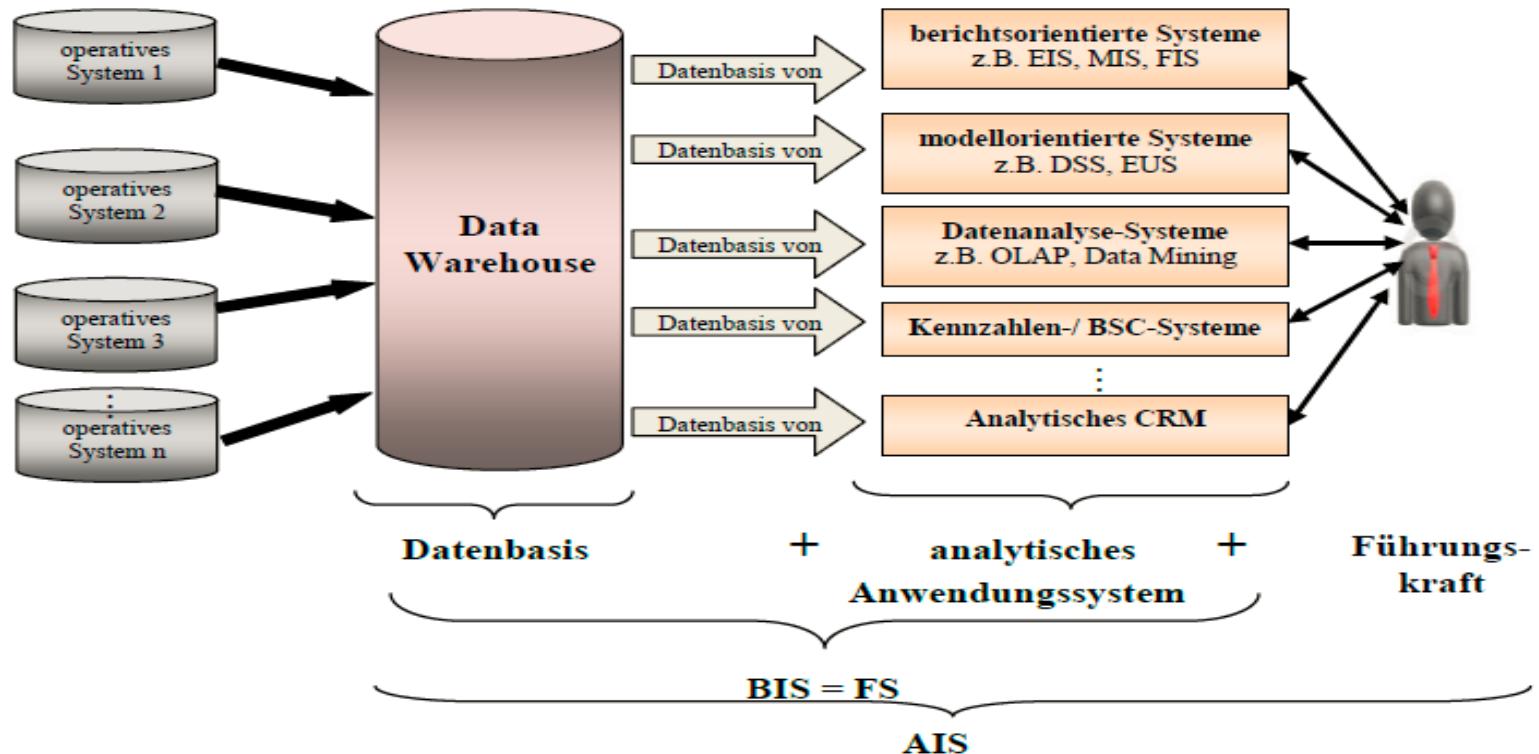 operatives
System 1
operatives
System 2
operatives
System 3
⋮
operatives
System n
Data
Warehouse
Datenbasis von
Datenbasis von
Datenbasis von
Datenbasis von
Datenbasis von
berichtsorientierte Systeme
z.B. EIS, MIS, FIS
modellorientierte Systeme
z.B. DSS, EUS
Datenanalyse-Systeme
z.B. OLAP, Data Mining
Kennzahlen-/ BSC-Systeme
⋮
Analytisches CRM
Datenbasis
+
analytisches
Anwendungssystem
+
Führungs-
kraft
BIS = FS
AIS